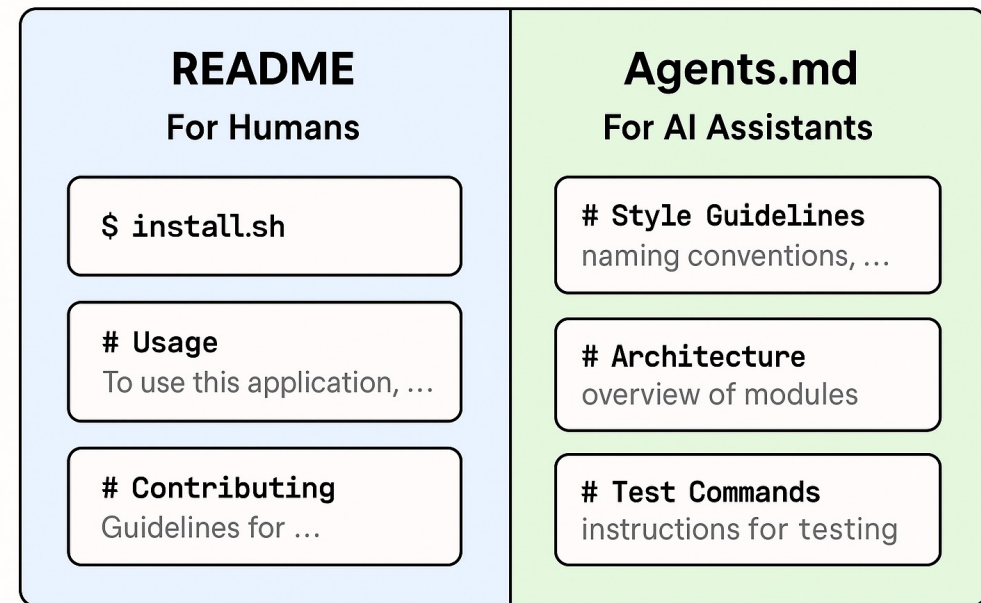 README
For Humans
$ install.sh
# Usage
To use this application, ...
# Contributing
Guidelines for ...
Agents.md
For AI Assistants
# Style Guidelines
naming conventions, ...
# Architecture
overview of modules
# Test Commands
instructions for testing